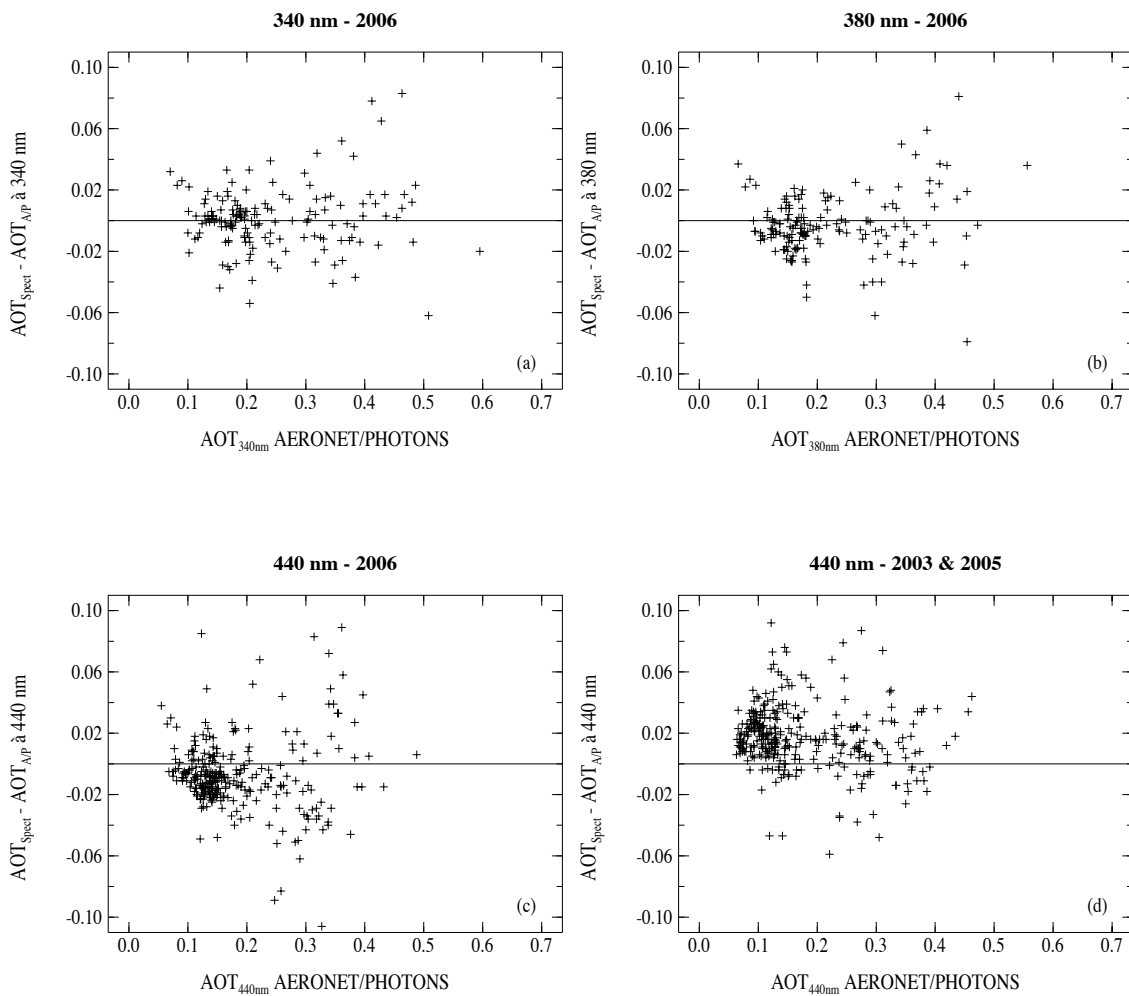 340 nm - 2006
0.10
0.06
0.02
-0.02
-0.06
-0.10
AOT_Spect - AOT_A/P à 340 nm
(a)
0.0 0.1 0.2 0.3 0.4 0.5 0.6 0.7
AOT_340nm AERONET/PHOTONS
380 nm - 2006
0.10
0.06
0.02
-0.02
-0.06
-0.10
AOT_Spect - AOT_A/P à 380 nm
(b)
0.0 0.1 0.2 0.3 0.4 0.5 0.6 0.7
AOT_380nm AERONET/PHOTONS
440 nm - 2006
0.10
0.06
0.02
-0.02
-0.06
-0.10
AOT_Spect - AOT_A/P à 440 nm
(c)
0.0 0.1 0.2 0.3 0.4 0.5 0.6 0.7
AOT_440nm AERONET/PHOTONS
440 nm - 2003 & 2005
0.10
0.06
0.02
-0.02
-0.06
-0.10
AOT_Spect - AOT_A/P à 440 nm
(d)
0.0 0.1 0.2 0.3 0.4 0.5 0.6 0.7
AOT_440nm AERONET/PHOTONS